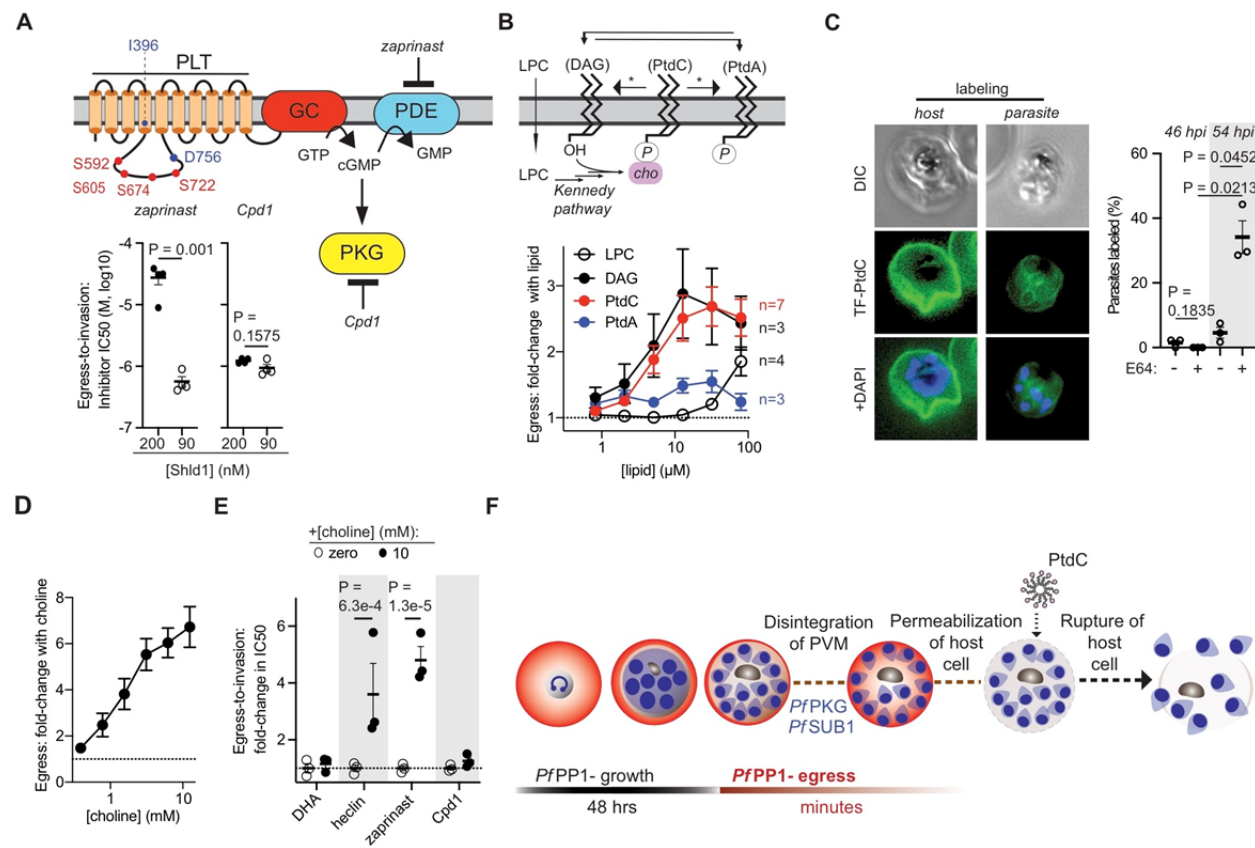 A
I396
PLT
zaprinast
GC
PDE
GTP
cGMP
GMP
S592
D756
S605
S674
S722
PKG
Cpd1
zaprinast
Cpd1
-4
P = 0.001
-5
P =
0.1575
-6
-7
Egress-to-invasion:
Inhibitor IC50 (M, log10)
200
90
200
90
[Shld1] (nM)
B
LPC
(DAG)
(PtdC)
(PtdA)
*
*
OH
P
P
LPC
cho
Kennedy
pathway
LPC
DAG
PtdC
PtdA
n=7
n=3
n=4
n=3
3
2
1
Egress: fold-change with lipid
1
10
100
[lipid] (µM)
C
labeling
host
parasite
DIC
TF-PtdC
+DAPI
46 hpi
54 hpi
60
P = 0.0452
P = 0.0213
40
20
P =
0.1835
0
Parasites labeled (%)
E64:
-
+
-
+
D
8
6
4
2
0
Egress: fold-change with choline
1
10
[choline] (mM)
E
+[choline] (mM):
zero
10
P =
6.3e-4
P =
1.3e-5
6
4
2
Egress-to-invasion:
fold-change in IC50
DHA
heclin
zaprinast
Cpd1
F
PtdC
Disintegration
of PVM
Permeabilization
of host
cell
Rupture of
host
cell
PfPKG
PfSUB1
PfPP1- growth
48 hrs
PfPP1- egress
minutes